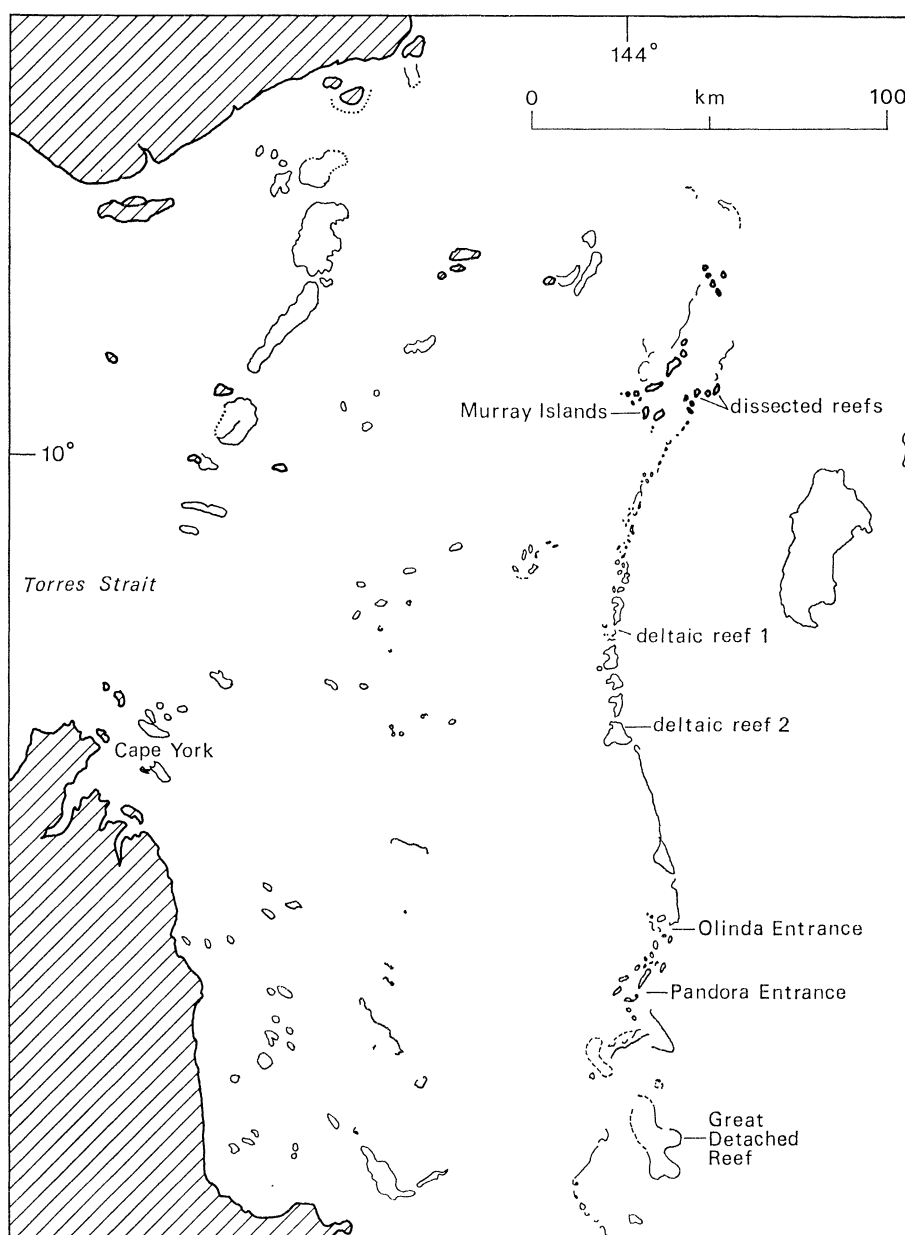 144°
0 km 100
Murray Islands
dissected reefs
10°
Torres Strait
deltaic reef 1
deltaic reef 2
Cape York
Olinda Entrance
Pandora Entrance
Great
Detached
Reef